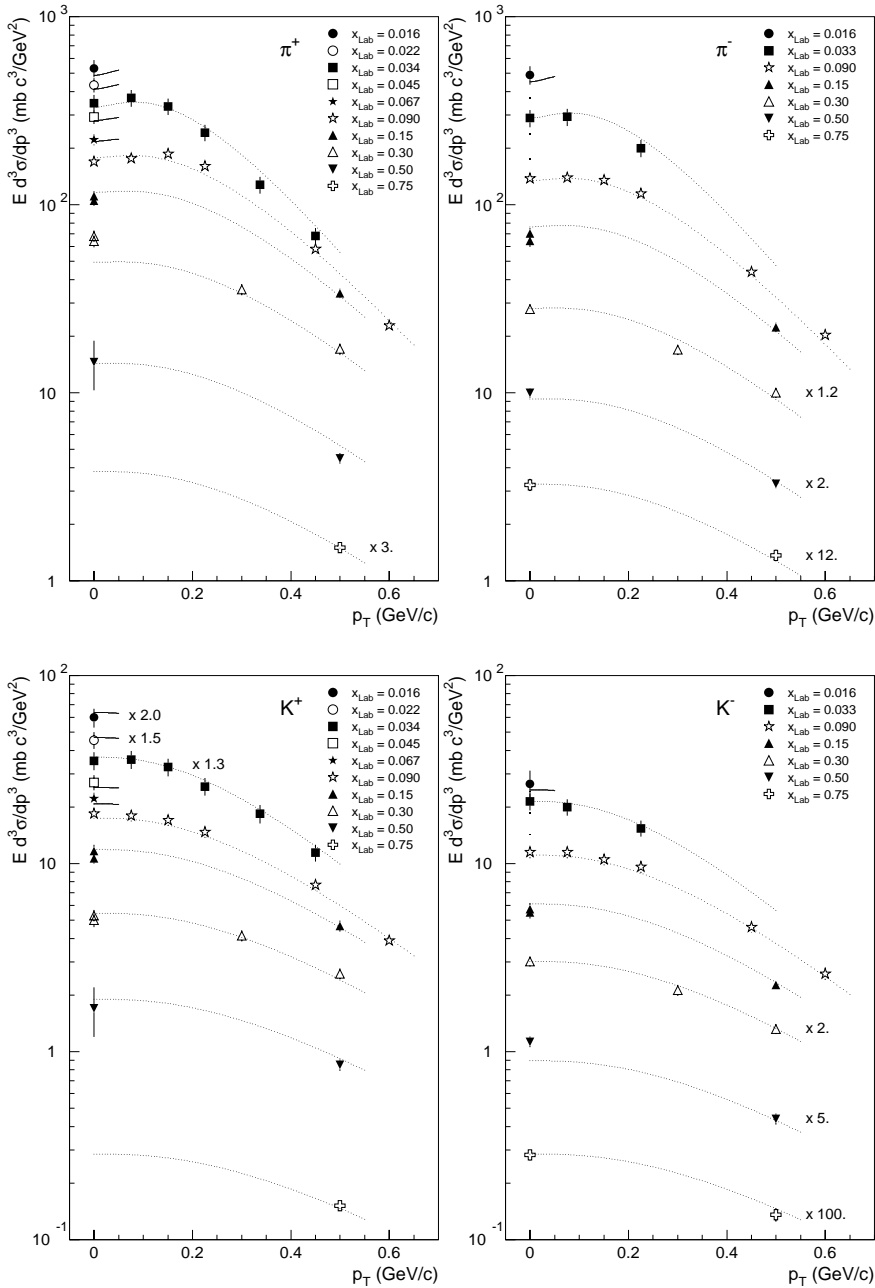 E d³σ/dp³ (mb c³/GeV²)
10³
10²
10
1
π⁺
x_Lab = 0.016
x_Lab = 0.022
x_Lab = 0.034
x_Lab = 0.045
x_Lab = 0.067
x_Lab = 0.090
x_Lab = 0.15
x_Lab = 0.30
x_Lab = 0.50
x_Lab = 0.75
x 3.
0 0.2 0.4 0.6
p_T (GeV/c)
E d³σ/dp³ (mb c³/GeV²)
10³
10²
10
1
π⁻
x_Lab = 0.016
x_Lab = 0.033
x_Lab = 0.090
x_Lab = 0.15
x_Lab = 0.30
x_Lab = 0.50
x_Lab = 0.75
x 1.2
x 2.
x 12.
0 0.2 0.4 0.6
p_T (GeV/c)
E d³σ/dp³ (mb c³/GeV²)
10²
10
1
10⁻¹
K⁺
x_Lab = 0.016
x_Lab = 0.022
x_Lab = 0.034
x_Lab = 0.045
x_Lab = 0.067
x_Lab = 0.090
x_Lab = 0.15
x_Lab = 0.30
x_Lab = 0.50
x_Lab = 0.75
x 2.0
x 1.5
x 1.3
0 0.2 0.4 0.6
p_T (GeV/c)
E d³σ/dp³ (mb c³/GeV²)
10²
10
1
10⁻¹
K⁻
x_Lab = 0.016
x_Lab = 0.033
x_Lab = 0.090
x_Lab = 0.15
x_Lab = 0.30
x_Lab = 0.50
x_Lab = 0.75
x 2.
x 5.
x 100.
0 0.2 0.4 0.6
p_T (GeV/c)